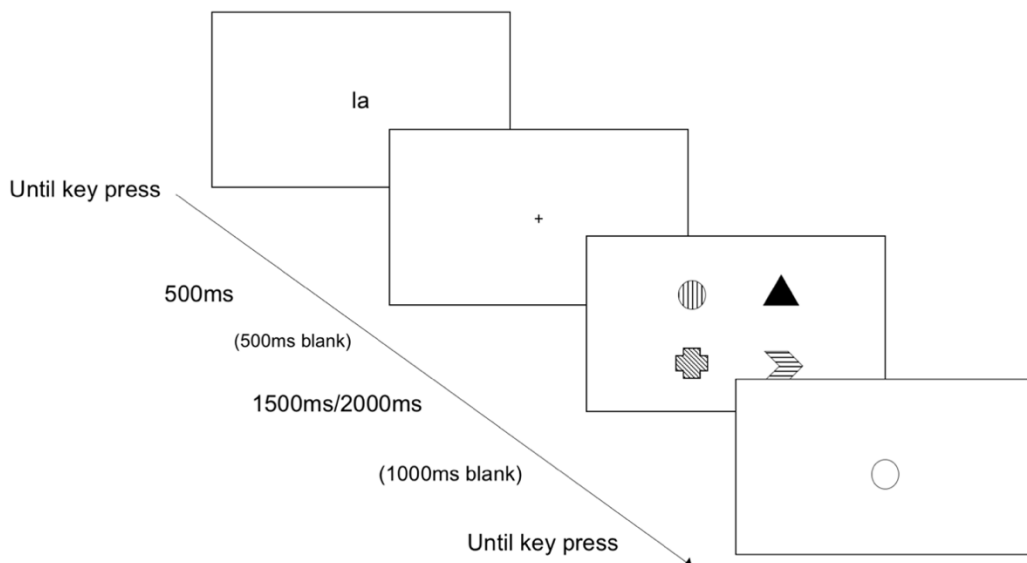 la
Until key press
+
500ms
(500ms blank)
1500ms/2000ms
(1000ms blank)
Until key press